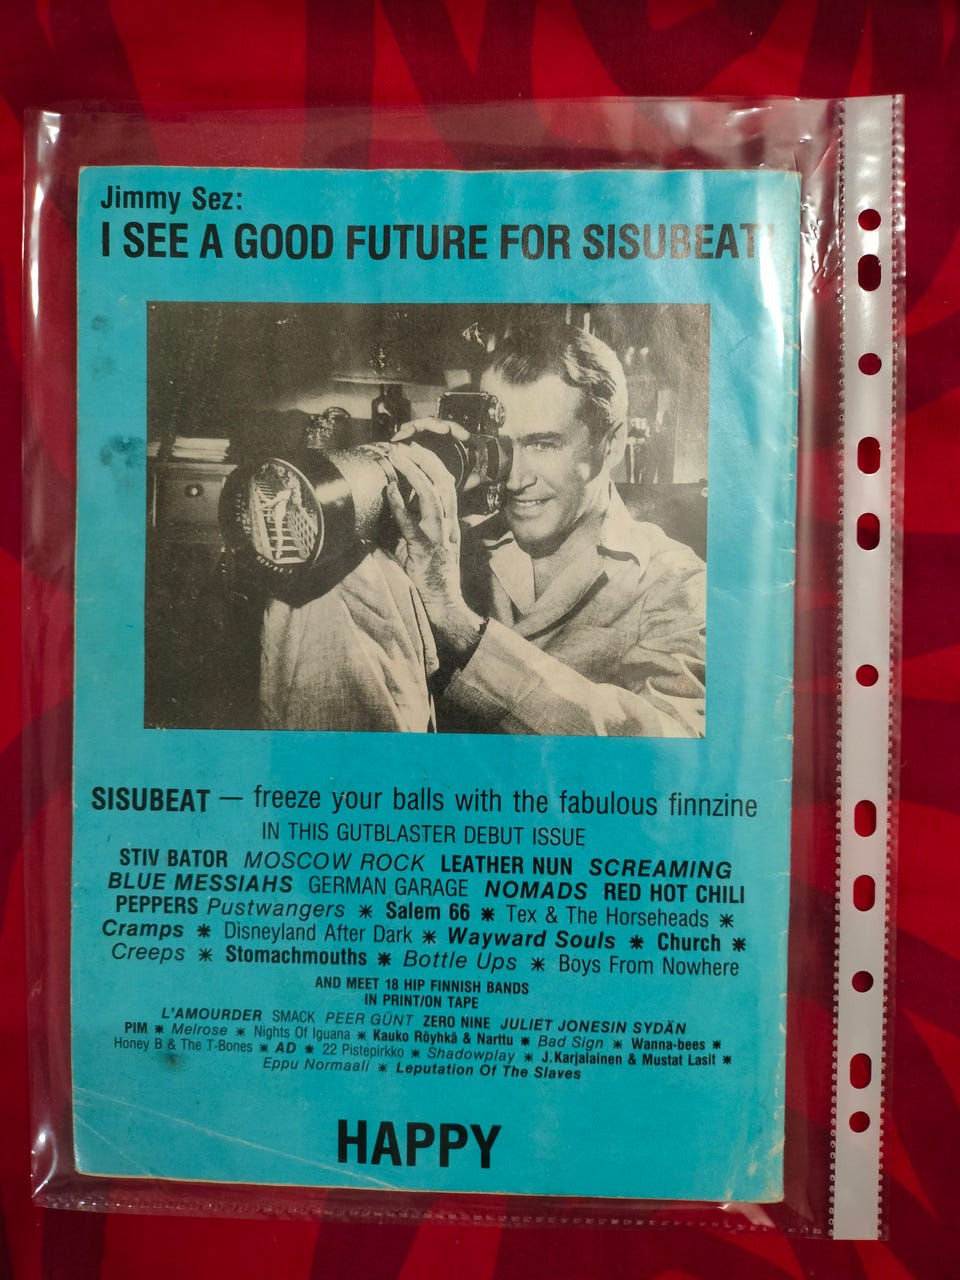 Jimmy Sez:
I SEE A GOOD FUTURE FOR SISUBEAT!
SISUBEAT — freeze your balls with the fabulous finnzine
IN THIS GUTBLASTER DEBUT ISSUE
STIV BATOR MOSCOW ROCK LEATHER NUN SCREAMING
BLUE MESSIAHS GERMAN GARAGE NOMADS RED HOT CHILI
PEPPERS Pustwangers ✱ Salem 66 ✱ Tex & The Horseheads ✱
Cramps ✱ Disneyland After Dark ✱ Wayward Souls ✱ Church ✱
Creeps ✱ Stomachmouths ✱ Bottle Ups ✱ Boys From Nowhere
AND MEET 18 HIP FINNISH BANDS
IN PRINT/ON TAPE
L'AMOURDER SMACK PEER GÜNT ZERO NINE JULIET JONESIN SYDÄN
PIM ✱ Melrose ✱ Nights Of Iguana ✱ Kauko Röyhkä & Narttu ✱ Bad Sign ✱ Wanna-bees ✱
Honey B & The T-Bones ✱ AD ✱ 22 Pistepirkko ✱ Shadowplay ✱ J.Karjalainen & Mustat Lasit ✱
Eppu Normaali ✱ Leputation Of The Slaves
HAPPY